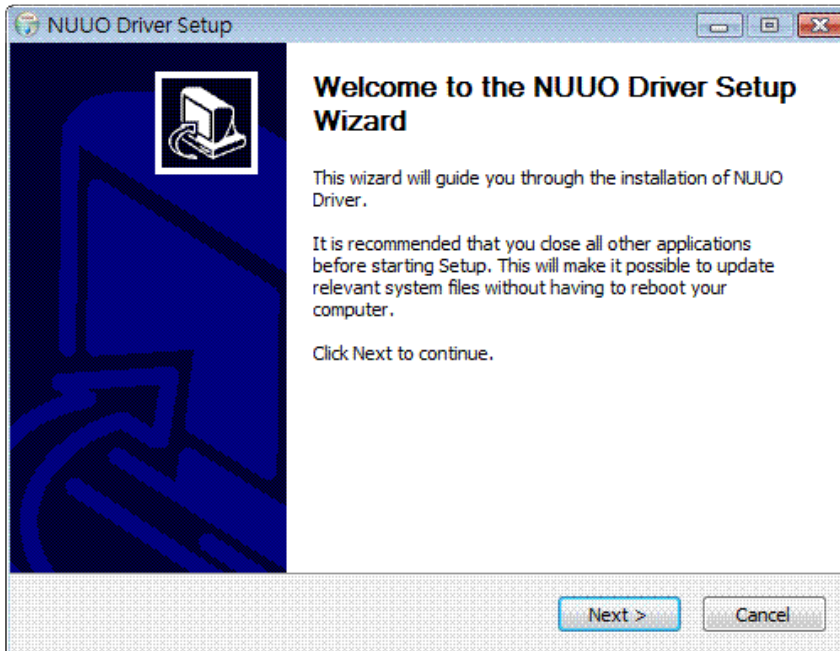 NUUO Driver Setup
Welcome to the NUUO Driver Setup
Wizard
This wizard will guide you through the installation of NUUO
Driver.
It is recommended that you close all other applications
before starting Setup. This will make it possible to update
relevant system files without having to reboot your
computer.
Click Next to continue.
Next >
Cancel